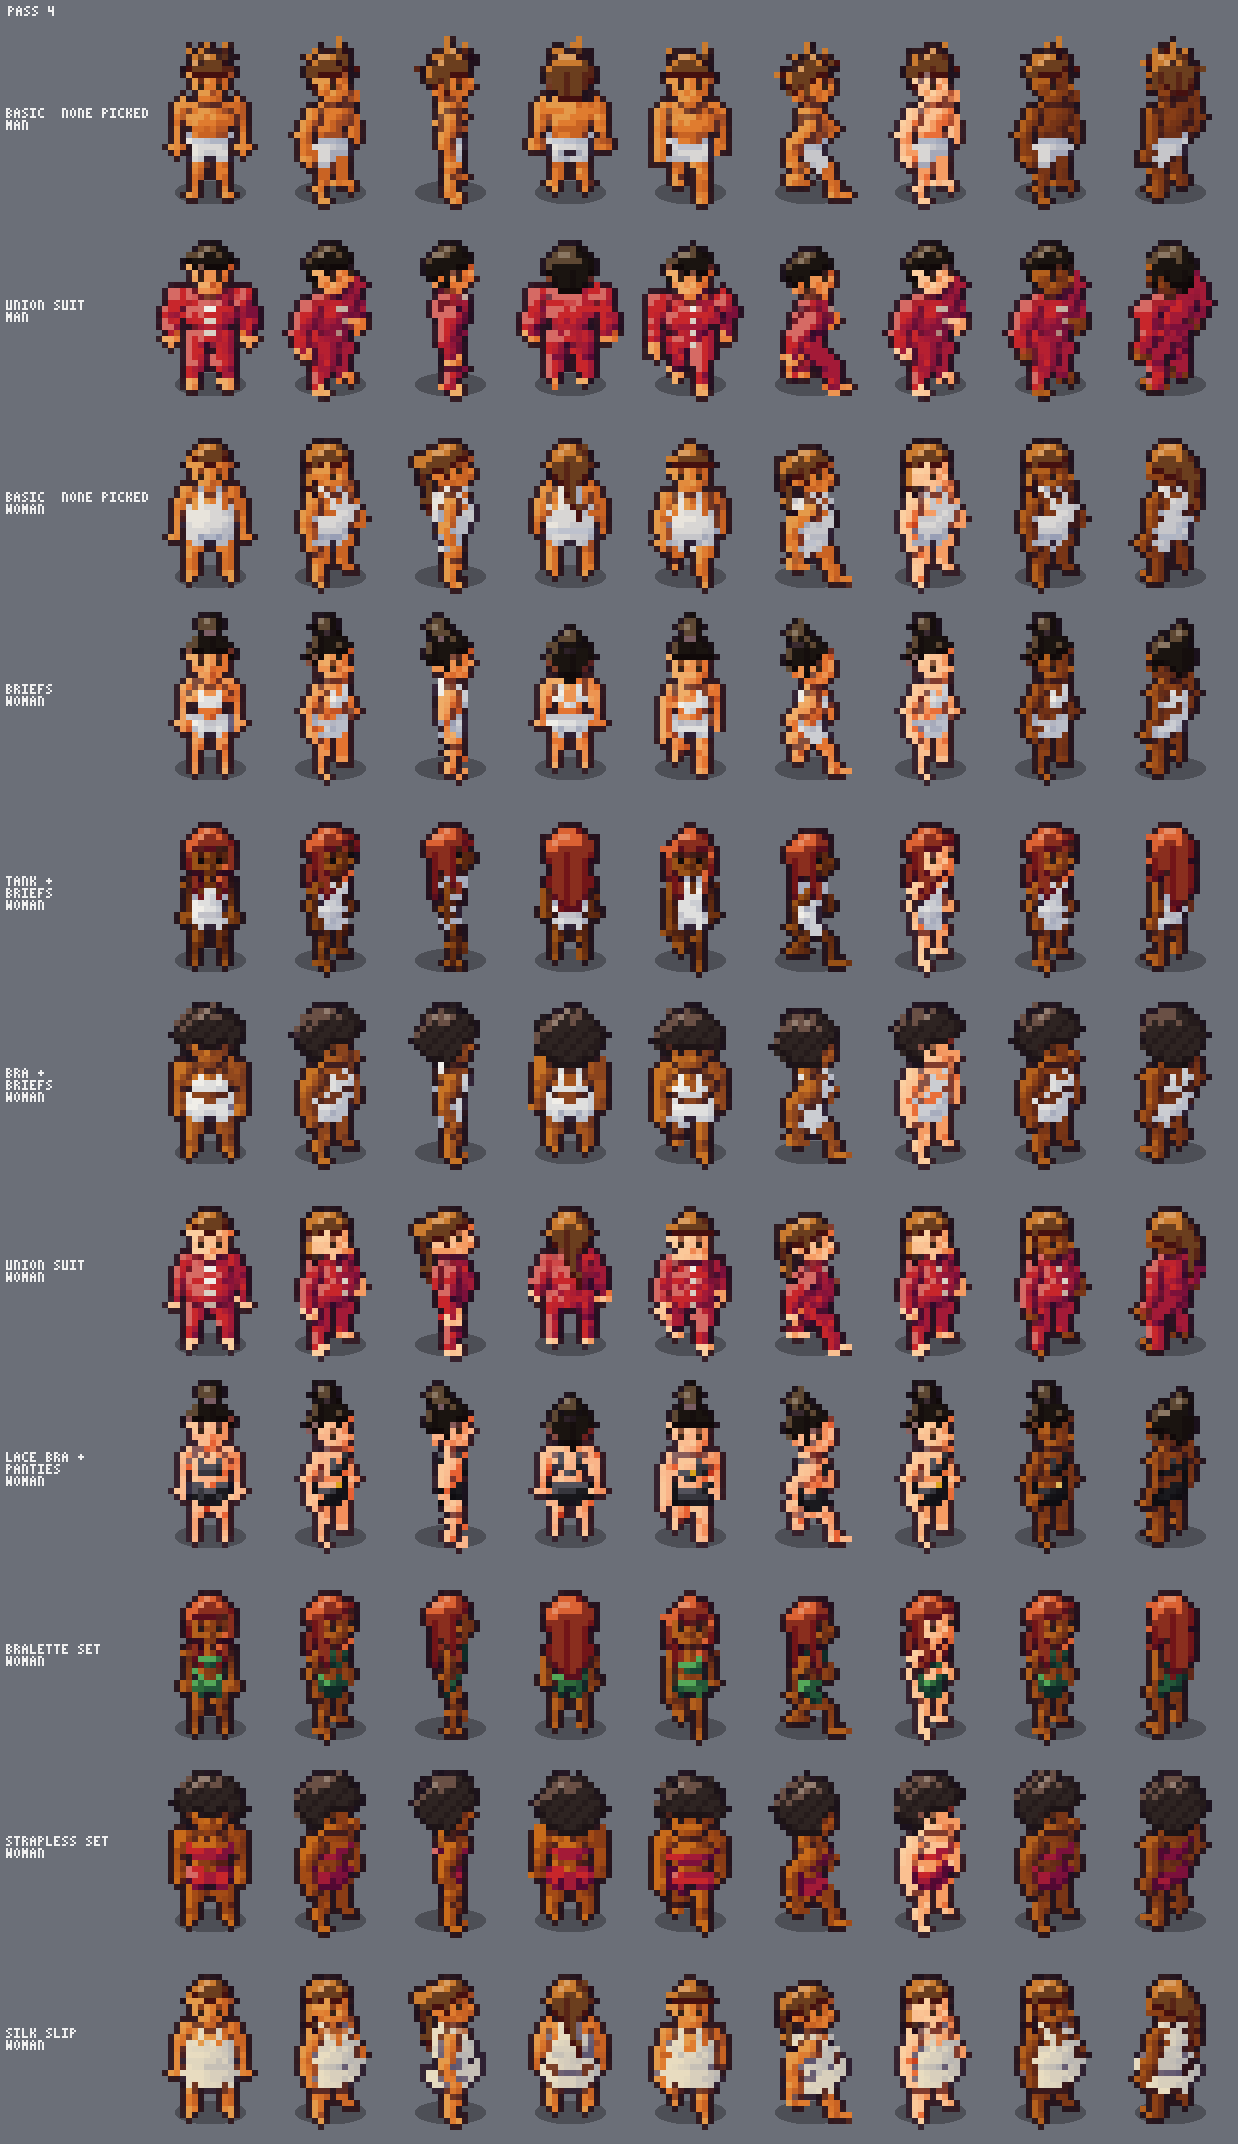 PASS 4
BASIC  NONE PICKED
MAN
UNION SUIT
MAN
BASIC  NONE PICKED
WOMAN
BRIEFS
WOMAN
TANK +
BRIEFS
WOMAN
BRA +
BRIEFS
WOMAN
UNION SUIT
WOMAN
LACE BRA +
PANTIES
WOMAN
BRALETTE SET
WOMAN
STRAPLESS SET
WOMAN
SILK SLIP
WOMAN